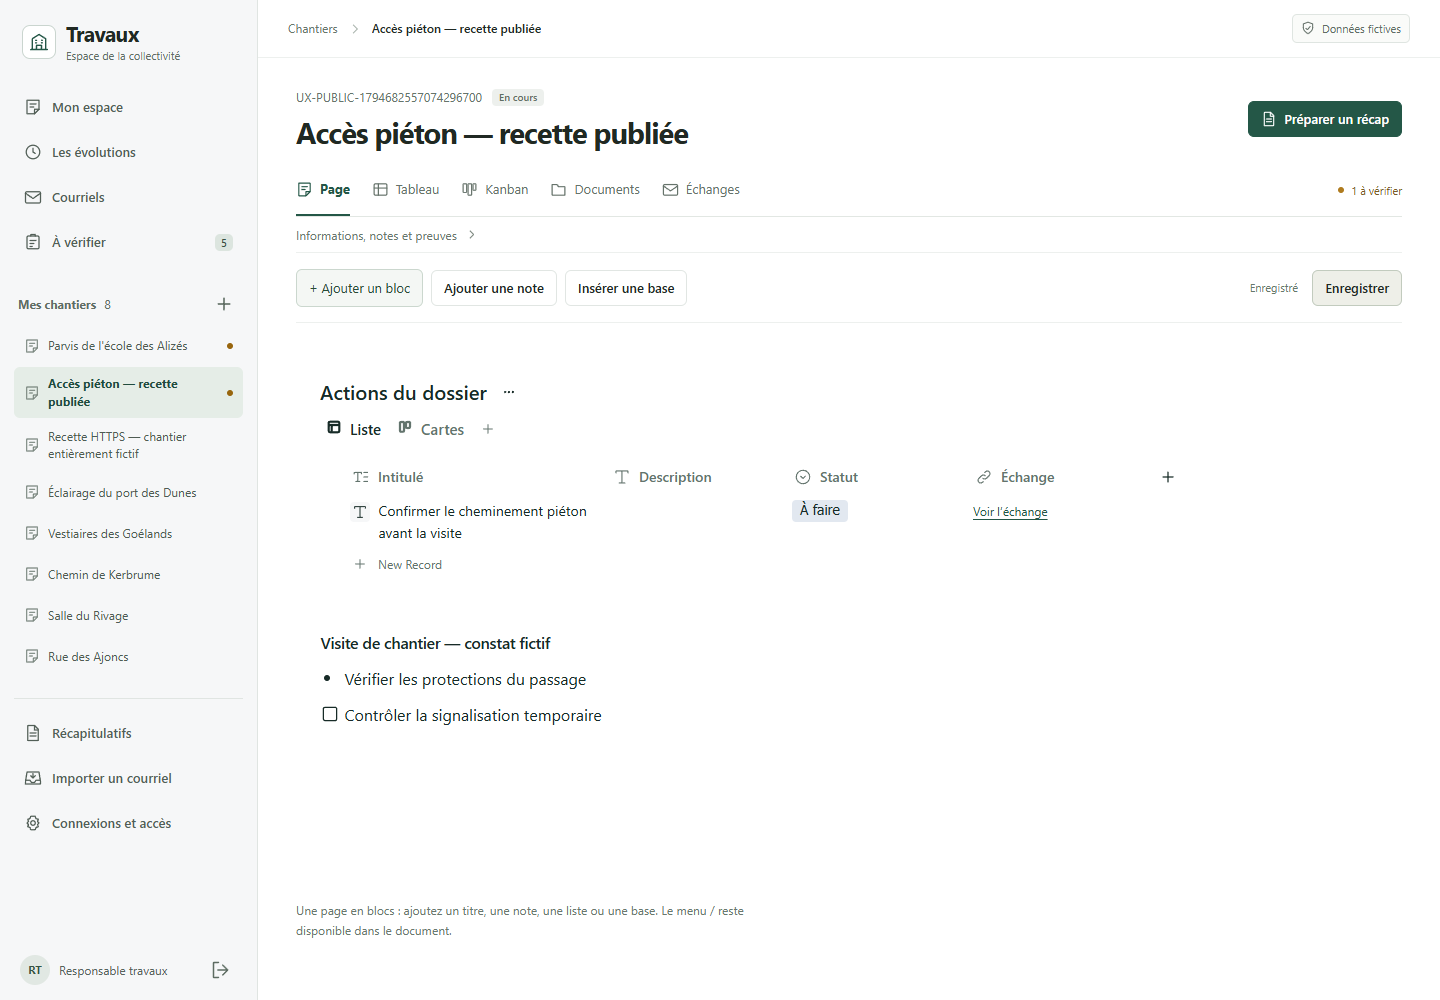 Travaux
Espace de la collectivité
Mon espace
Les évolutions
Courriels
À vérifier 5
Mes chantiers 8
Parvis de l'école des Alizés
Accès piéton — recette
publiée
Recette HTTPS — chantier
entièrement fictif
Éclairage du port des Dunes
Vestiaires des Goélands
Chemin de Kerbrume
Salle du Rivage
Rue des Ajoncs
Récapitulatifs
Importer un courriel
Connexions et accès
RT Responsable travaux
Chantiers Accès piéton — recette publiée
Données fictives
UX-PUBLIC-1794682557074296700 En cours
Accès piéton — recette publiée
Préparer un récap
Page Tableau Kanban Documents Échanges
1 à vérifier
Informations, notes et preuves
+ Ajouter un bloc Ajouter une note Insérer une base
Enregistré Enregistrer
Actions du dossier ···
Liste Cartes +
Intitulé Description Statut Échange +
Confirmer le cheminement piéton
avant la visite
À faire
Voir l’échange
+ New Record
Visite de chantier — constat fictif
• Vérifier les protections du passage
Contrôler la signalisation temporaire
Une page en blocs : ajoutez un titre, une note, une liste ou une base. Le menu / reste
disponible dans le document.